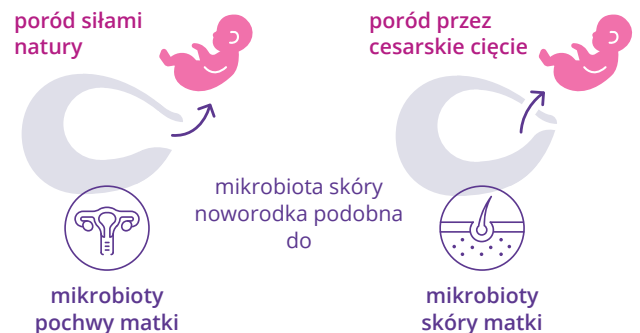 poród siłami
natury
poród przez
cesarskie cięcie
mikrobiota skóry
noworodka podobna
do
mikrobioty
pochwy matki
mikrobioty
skóry matki